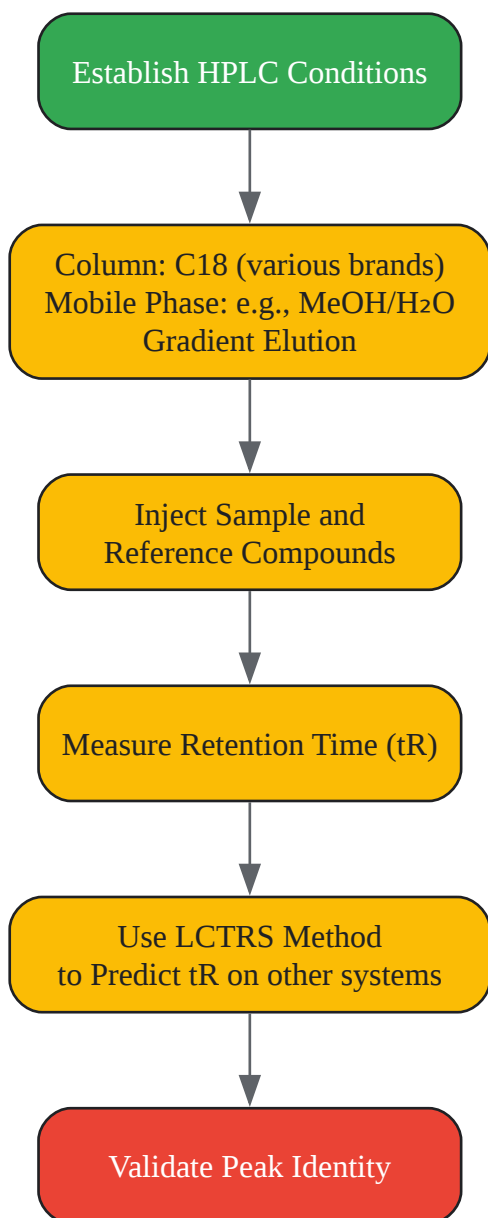 Establish HPLC Conditions
Column: C18 (various brands)
Mobile Phase: e.g., MeOH/H₂O
Gradient Elution
Inject Sample and
Reference Compounds
Measure Retention Time (tR)
Use LCTRS Method
to Predict tR on other systems
Validate Peak Identity